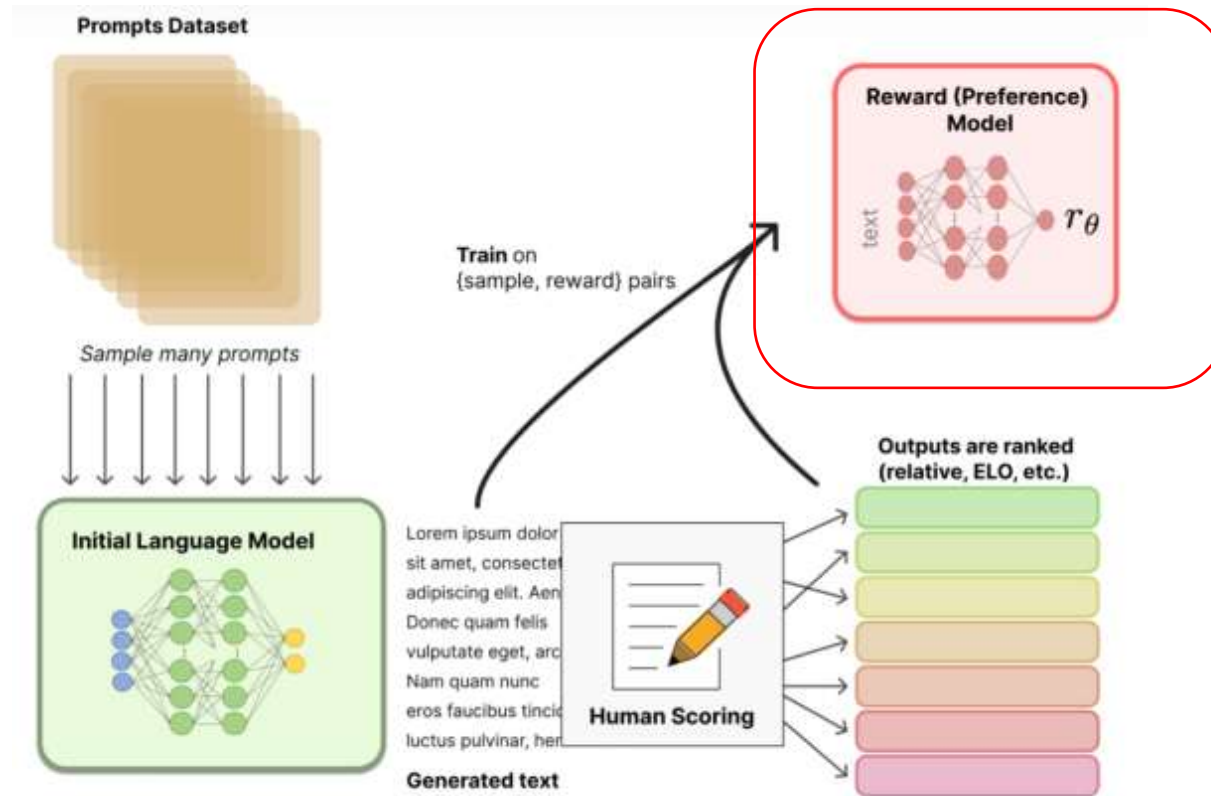 Prompts Dataset
Sample many prompts
Initial Language Model
Train on
{sample, reward} pairs
Reward (Preference)
Model
text
r_θ
Lorem ipsum dolor
sit amet, consectet
adipiscing elit. Aen
Donec quam felis
vulputate eget, arc
Nam quam nunc
eros faucibus tincid
luctus pulvinar, her
Generated text
Human Scoring
Outputs are ranked
(relative, ELO, etc.)